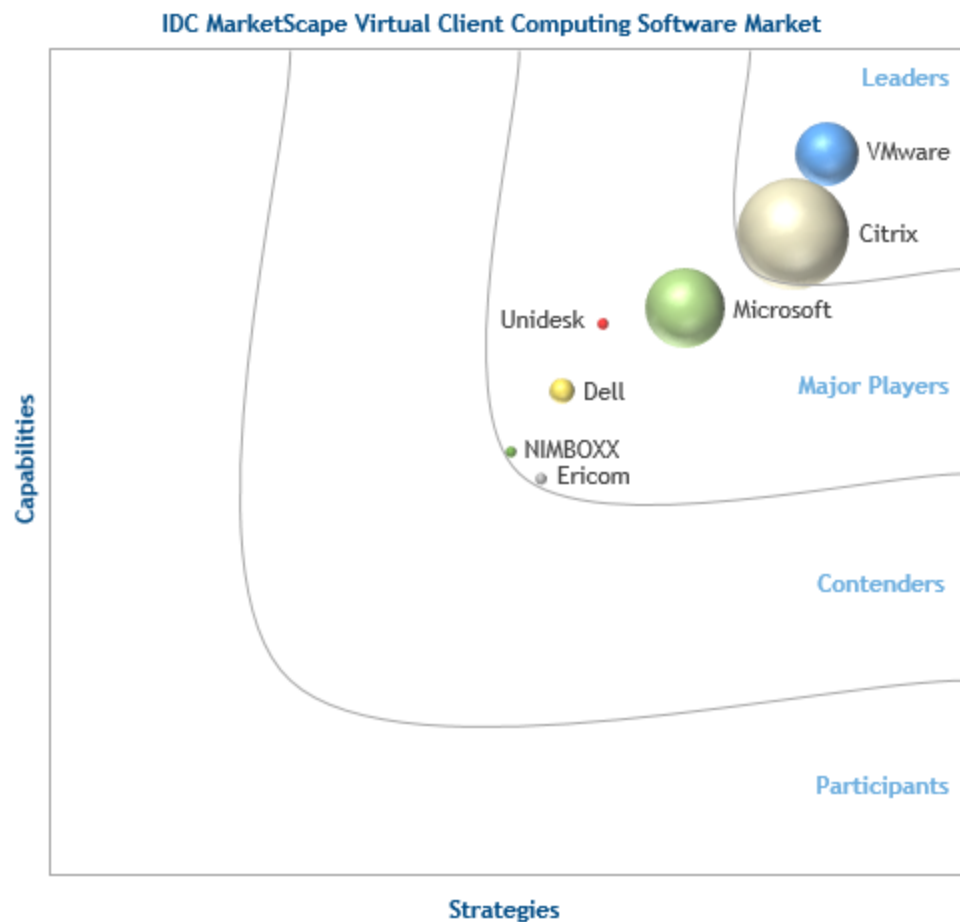 IDC MarketScape Virtual Client Computing Software Market
Leaders
VMware
Citrix
Microsoft
Unidesk
Major Players
Dell
NIMBOXX
Ericom
Capabilities
Contenders
Participants
Strategies